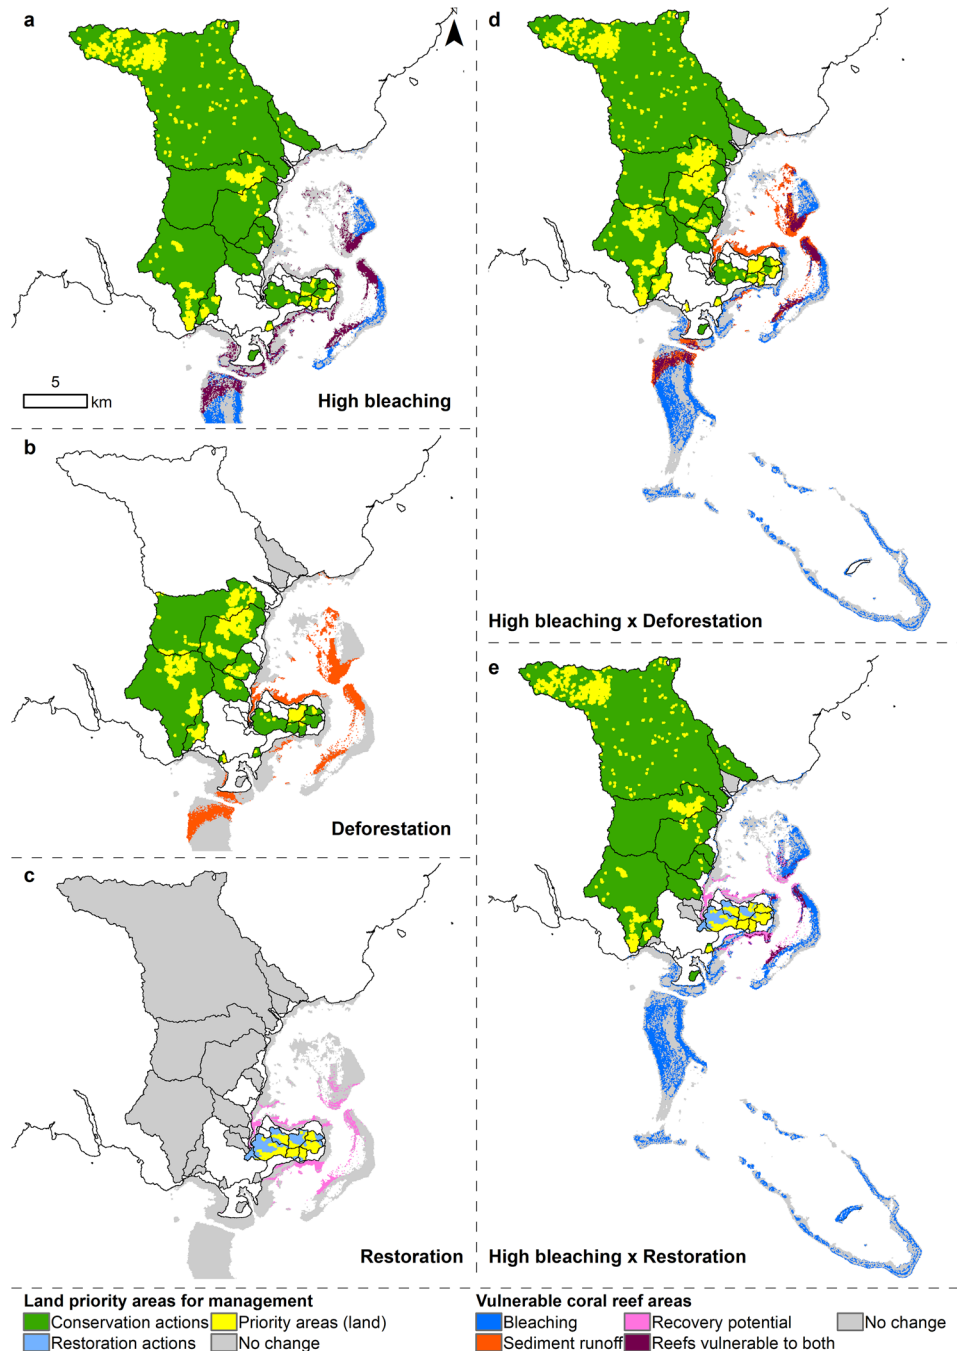 a
N
5
km
High bleaching
b
Deforestation
c
Restoration
d
High bleaching x Deforestation
e
High bleaching x Restoration
Land priority areas for management
Conservation actions
Priority areas (land)
Restoration actions
No change
Vulnerable coral reef areas
Bleaching
Recovery potential
No change
Sediment runoff
Reefs vulnerable to both